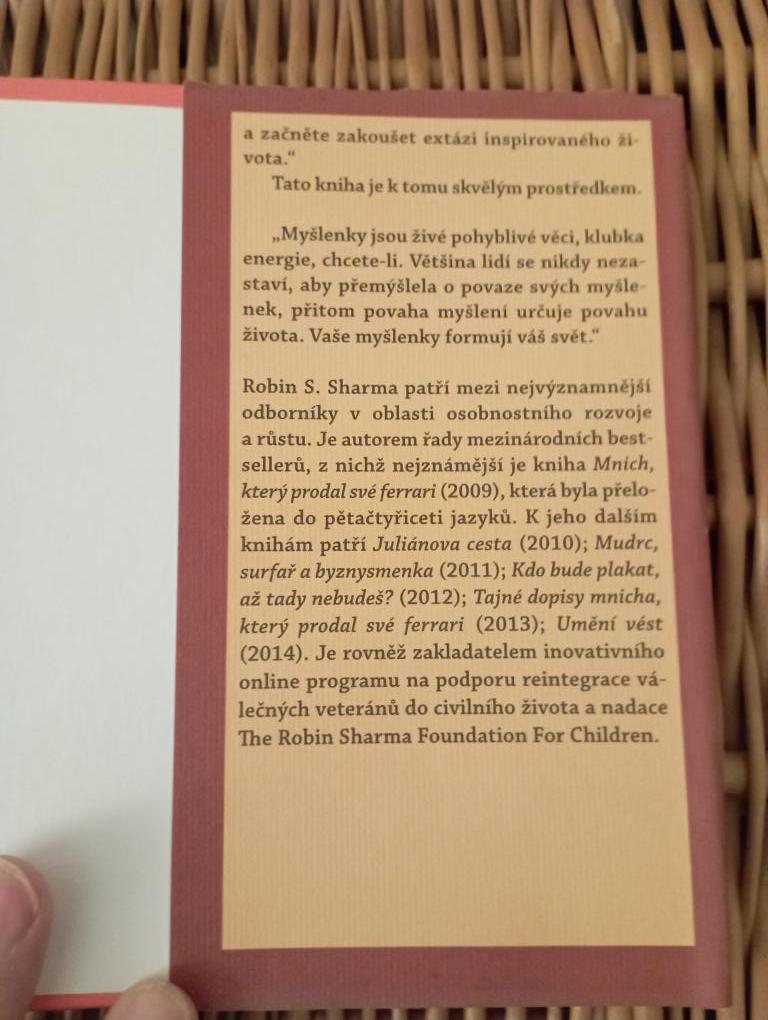 a začněte zakoušet extázi inspirovaného ži-
vota.“
Tato kniha je k tomu skvělým prostředkem.
„Myšlenky jsou živé pohyblivé věci, klubka
energie, chcete-li. Většina lidí se nikdy neza-
staví, aby přemýšlela o povaze svých myšle-
nek, přitom povaha myšlení určuje povahu
života. Vaše myšlenky formují váš svět.“
Robin S. Sharma patří mezi nejvýznamnější
odborníky v oblasti osobnostního rozvoje
a růstu. Je autorem řady mezinárodních best-
sellerů, z nichž nejznámější je kniha Mnich,
který prodal své ferrari (2009), která byla přelo-
žena do pětačtyřiceti jazyků. K jeho dalším
knihám patří Juliánova cesta (2010); Mudrc,
surfař a byznysmenka (2011); Kdo bude plakat,
až tady nebudeš? (2012); Tajné dopisy mnicha,
který prodal své ferrari (2013); Umění vést
(2014). Je rovněž zakladatelem inovativního
online programu na podporu reintegrace vá-
lečných veteránů do civilního života a nadace
The Robin Sharma Foundation For Children.